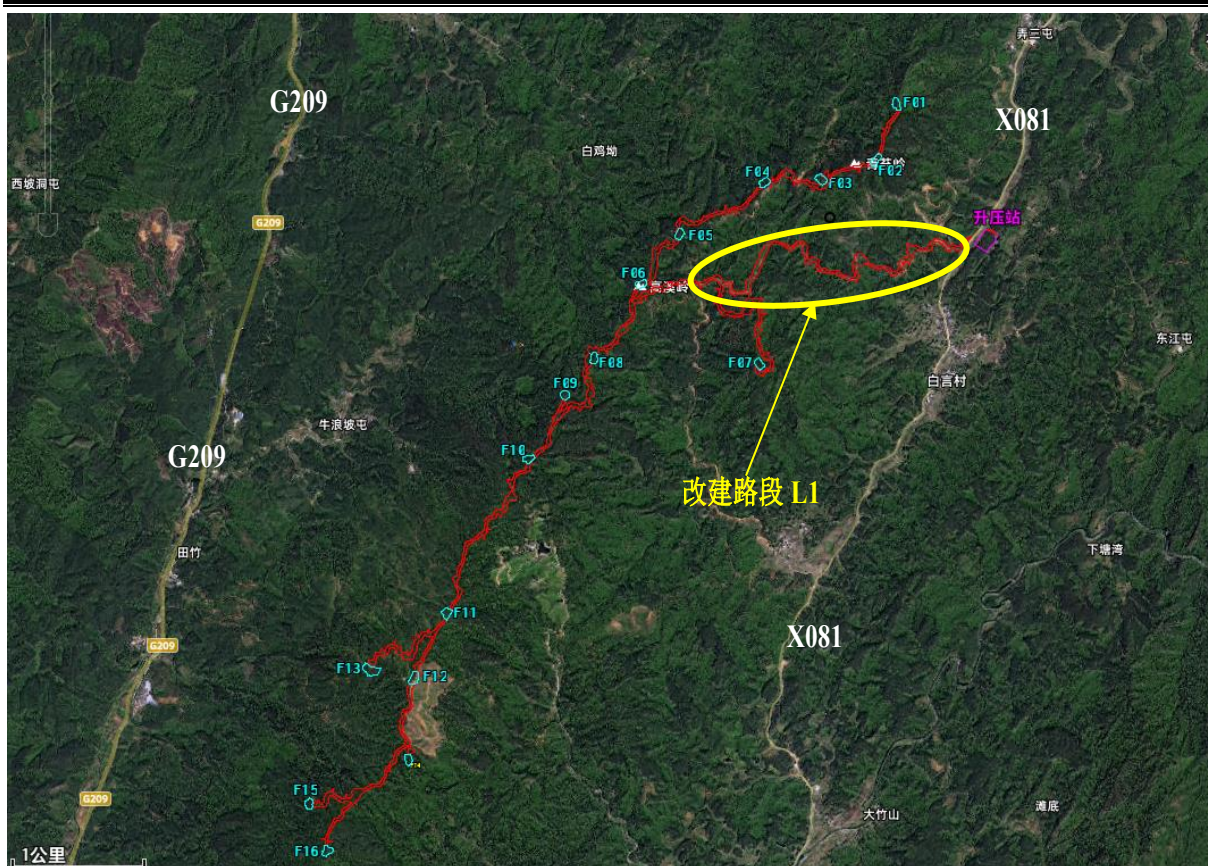 弄三屯
G209
F01
X081
白鸡坳
F02
F04
F03
西坡洞屯
升压站
G209
F05
F06
高溪岭
东江屯
F07
F08
白言村
F09
牛浪坡屯
F10
G209
改建路段 L1
田竹
下塘湾
F11
X081
G209
F13
F12
F15
G209
滩底
大竹山
F16
1公里